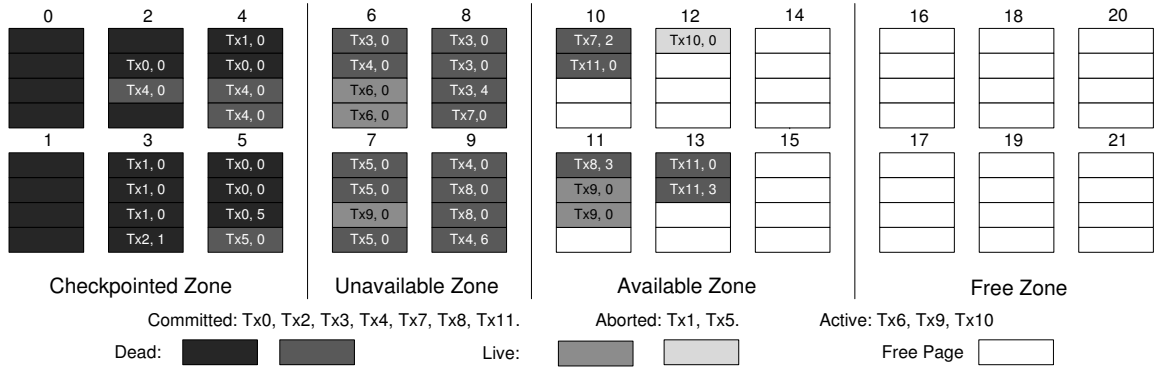 0 2 4 6 8 10 12 14 16 18 20
Tx1, 0 Tx3, 0 Tx3, 0 Tx7, 2 Tx10, 0
Tx0, 0 Tx0, 0 Tx4, 0 Tx3, 0 Tx11, 0
Tx4, 0 Tx4, 0 Tx6, 0 Tx3, 4
Tx4, 0 Tx6, 0 Tx7,0
1 3 5 7 9 11 13 15 17 19 21
Tx1, 0 Tx0, 0 Tx5, 0 Tx4, 0 Tx8, 3 Tx11, 0
Tx1, 0 Tx0, 0 Tx5, 0 Tx8, 0 Tx9, 0 Tx11, 3
Tx1, 0 Tx0, 5 Tx9, 0 Tx8, 0 Tx9, 0
Tx2, 1 Tx5, 0 Tx5, 0 Tx4, 6
Checkpointed Zone Unavailable Zone Available Zone Free Zone
Committed: Tx0, Tx2, Tx3, Tx4, Tx7, Tx8, Tx11. Aborted: Tx1, Tx5. Active: Tx6, Tx9, Tx10
Dead: Live: Free Page